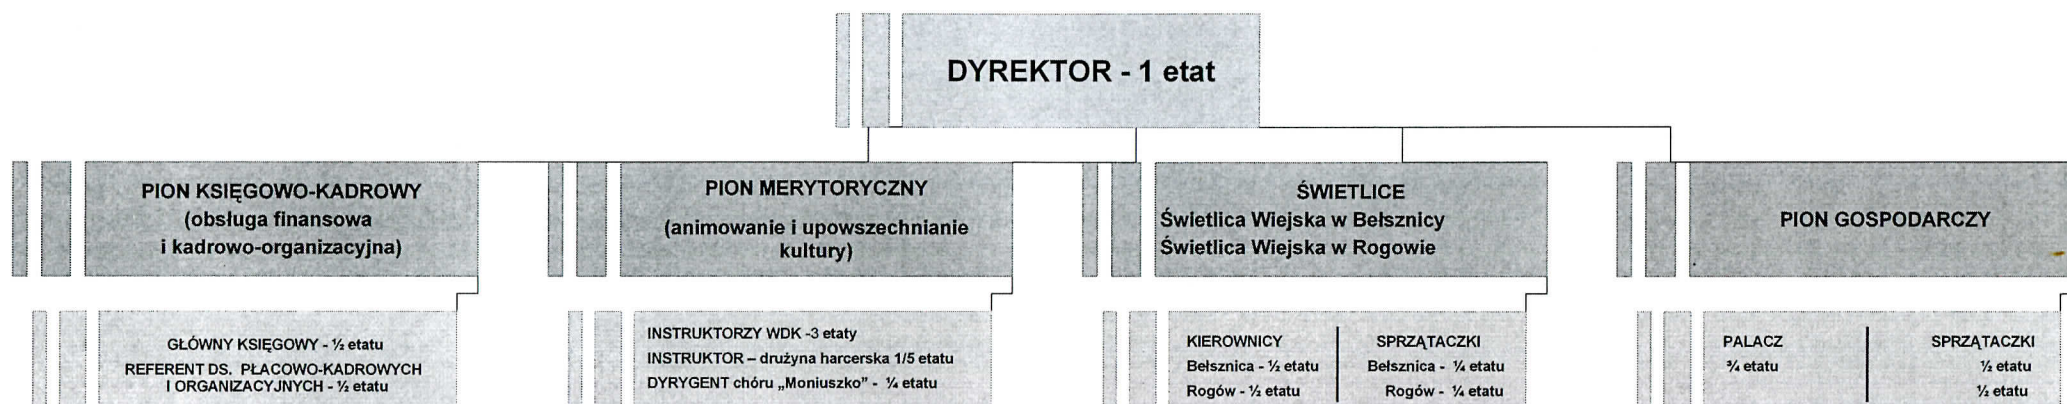 DYREKTOR - 1 etat
PION KSIĘGOWO-KADROWY
(obsługa finansowa
i kadrowo-organizacyjna)
PION MERYTORYCZNY
(animowanie i upowszechnianie
kultury)
ŚWIETLICE
Świetlica Wiejska w Bełsznicy
Świetlica Wiejska w Rogowie
PION GOSPODARCZY
GŁÓWNY KSIĘGOWY - ½ etatu
REFERENT DS. PŁACOWO-KADROWYCH
I ORGANIZACYJNYCH - ½ etatu
INSTRUKTORZY WDK -3 etaty
INSTRUKTOR – drużyna harcerska 1/5 etatu
DYRYGENT chóru „Moniuszko” - ¼ etatu
KIEROWNICY
Bełsznica - ½ etatu
Rogów - ½ etatu
SPRZĄTACZKI
Bełsznica - ¼ etatu
Rogów - ¼ etatu
PALACZ
¾ etatu
SPRZĄTACZKI
½ etatu
½ etatu